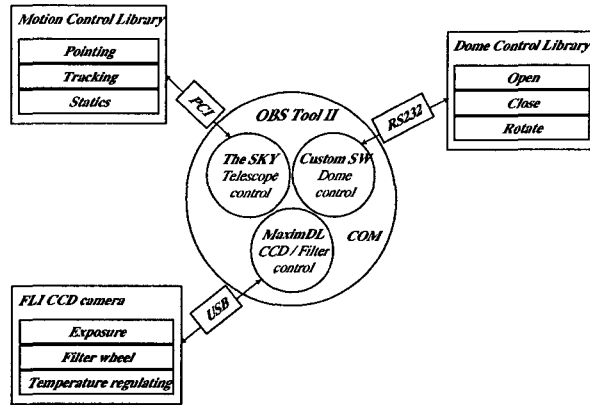 Motion Control Library
Pointing
Tracking
Statics
PCI
Dome Control Library
Open
Close
Rotate
RS232
OBS Tool II
The SKY
Telescope
control
Custom SW
Dome
control
MaximDL
CCD / Filter
control
COM
USB
FLI CCD camera
Exposure
Filter wheel
Temperature regulating